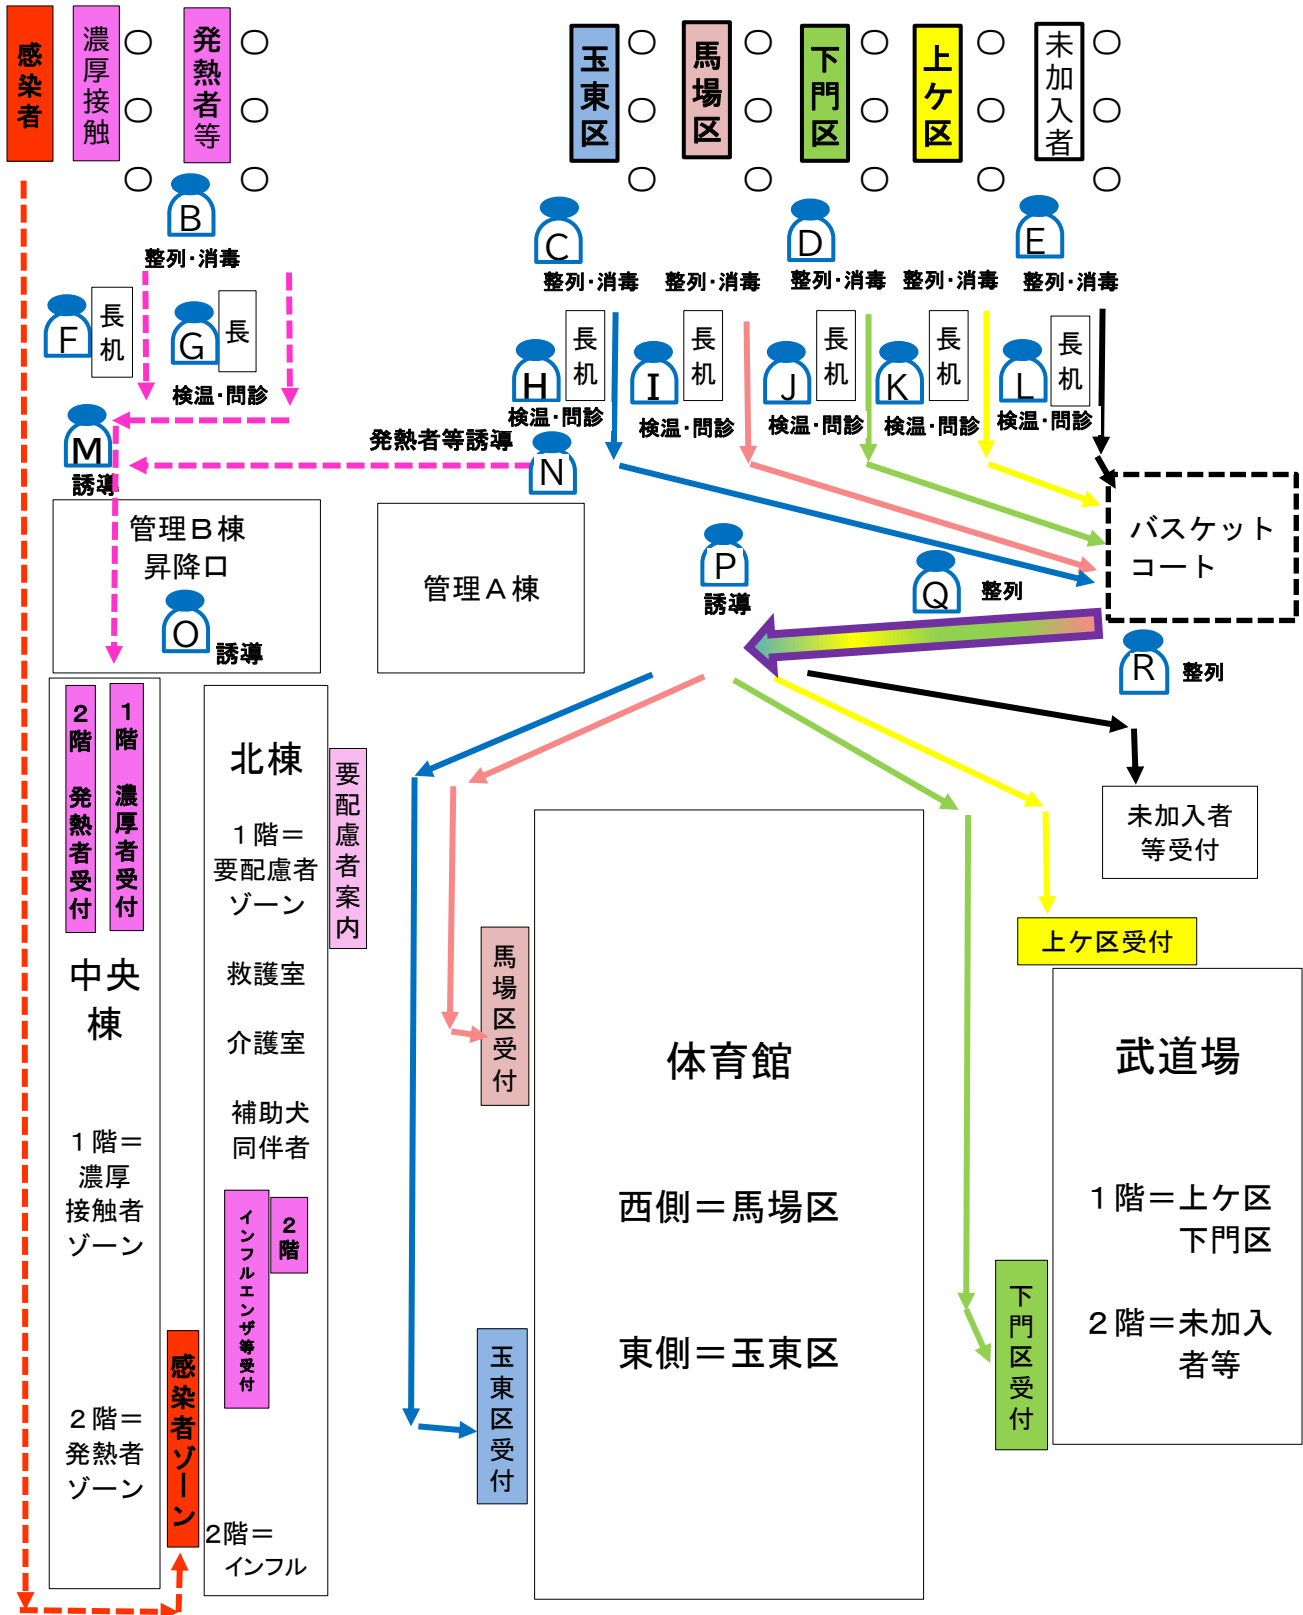 感染者
濃厚接触
発熱者等
玉東区
馬場区
下門区
上ケ区
未加入者
B
整列・消毒
C
整列・消毒
整列・消毒
D
整列・消毒
整列・消毒
E
整列・消毒
F
長机
G
長
検温・問診
H
長机
検温・問診
I
長机
検温・問診
J
長机
検温・問診
K
長机
検温・問診
L
長机
検温・問診
M
誘導
発熱者等誘導
N
管理B棟
昇降口
O
誘導
管理A棟
P
誘導
Q
整列
バスケット
コート
R
整列
2階 発熱者受付
1階 濃厚者受付
中央
棟
1階＝
濃厚
接触者
ゾーン
2階＝
発熱者
ゾーン
感染者ゾーン
北棟
1階＝
要配慮者
ゾーン
救護室
介護室
補助犬
同伴者
インフルエンザ等受付
2階
2階＝
インフル
要配慮者案内
馬場区受付
玉東区受付
体育館
西側＝馬場区
東側＝玉東区
未加入者
等受付
上ケ区受付
下門区受付
武道場
1階＝上ケ区
下門区
2階＝未加入
者等